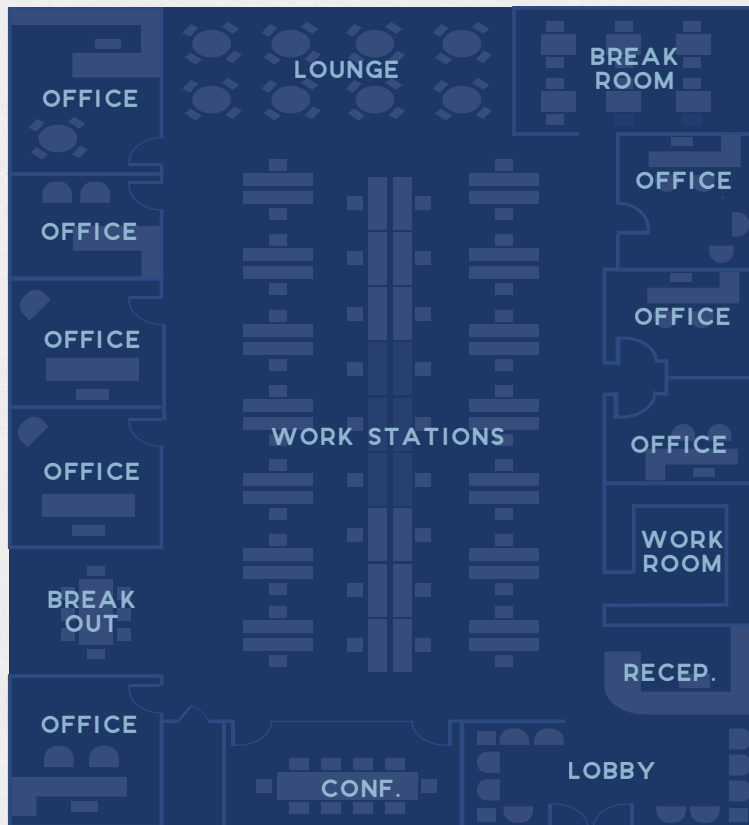 LOUNGE
BREAK
ROOM
OFFICE
OFFICE
OFFICE
OFFICE
OFFICE
WORK STATIONS
OFFICE
OFFICE
WORK
ROOM
BREAK
OUT
RECEP.
OFFICE
LOBBY
CONF.